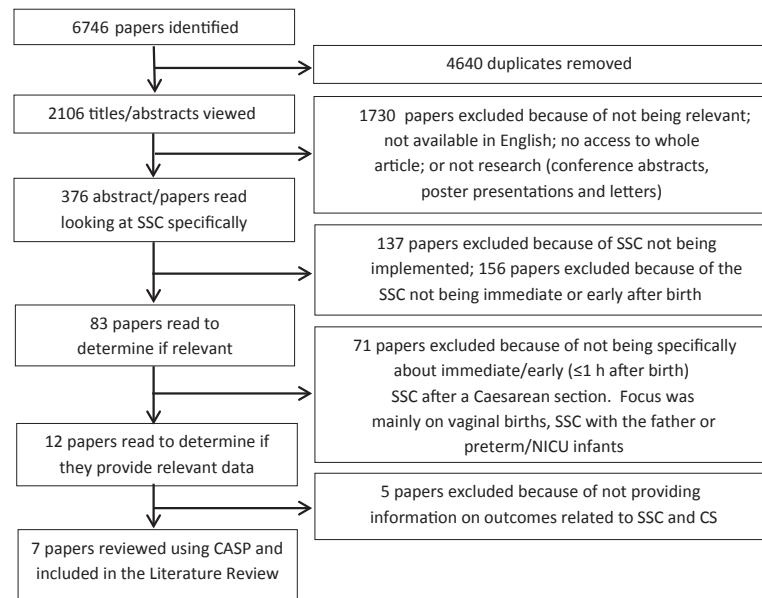 6746 papers identified
4640 duplicates removed
2106 titles/abstracts viewed
1730 papers excluded because of not being relevant;
not available in English; no access to whole
article; or not research (conference abstracts,
poster presentations and letters)
376 abstract/papers read
looking at SSC specifically
137 papers excluded because of SSC not being
implemented; 156 papers excluded because of the
SSC not being immediate or early after birth
83 papers read to
determine if relevant
71 papers excluded because of not being specifically
about immediate/early (≤1 h after birth)
SSC after a Caesarean section. Focus was
mainly on vaginal births, SSC with the father or
preterm/NICU infants
12 papers read to determine if
they provide relevant data
5 papers excluded because of not providing
information on outcomes related to SSC and CS
7 papers reviewed using CASP and
included in the Literature Review